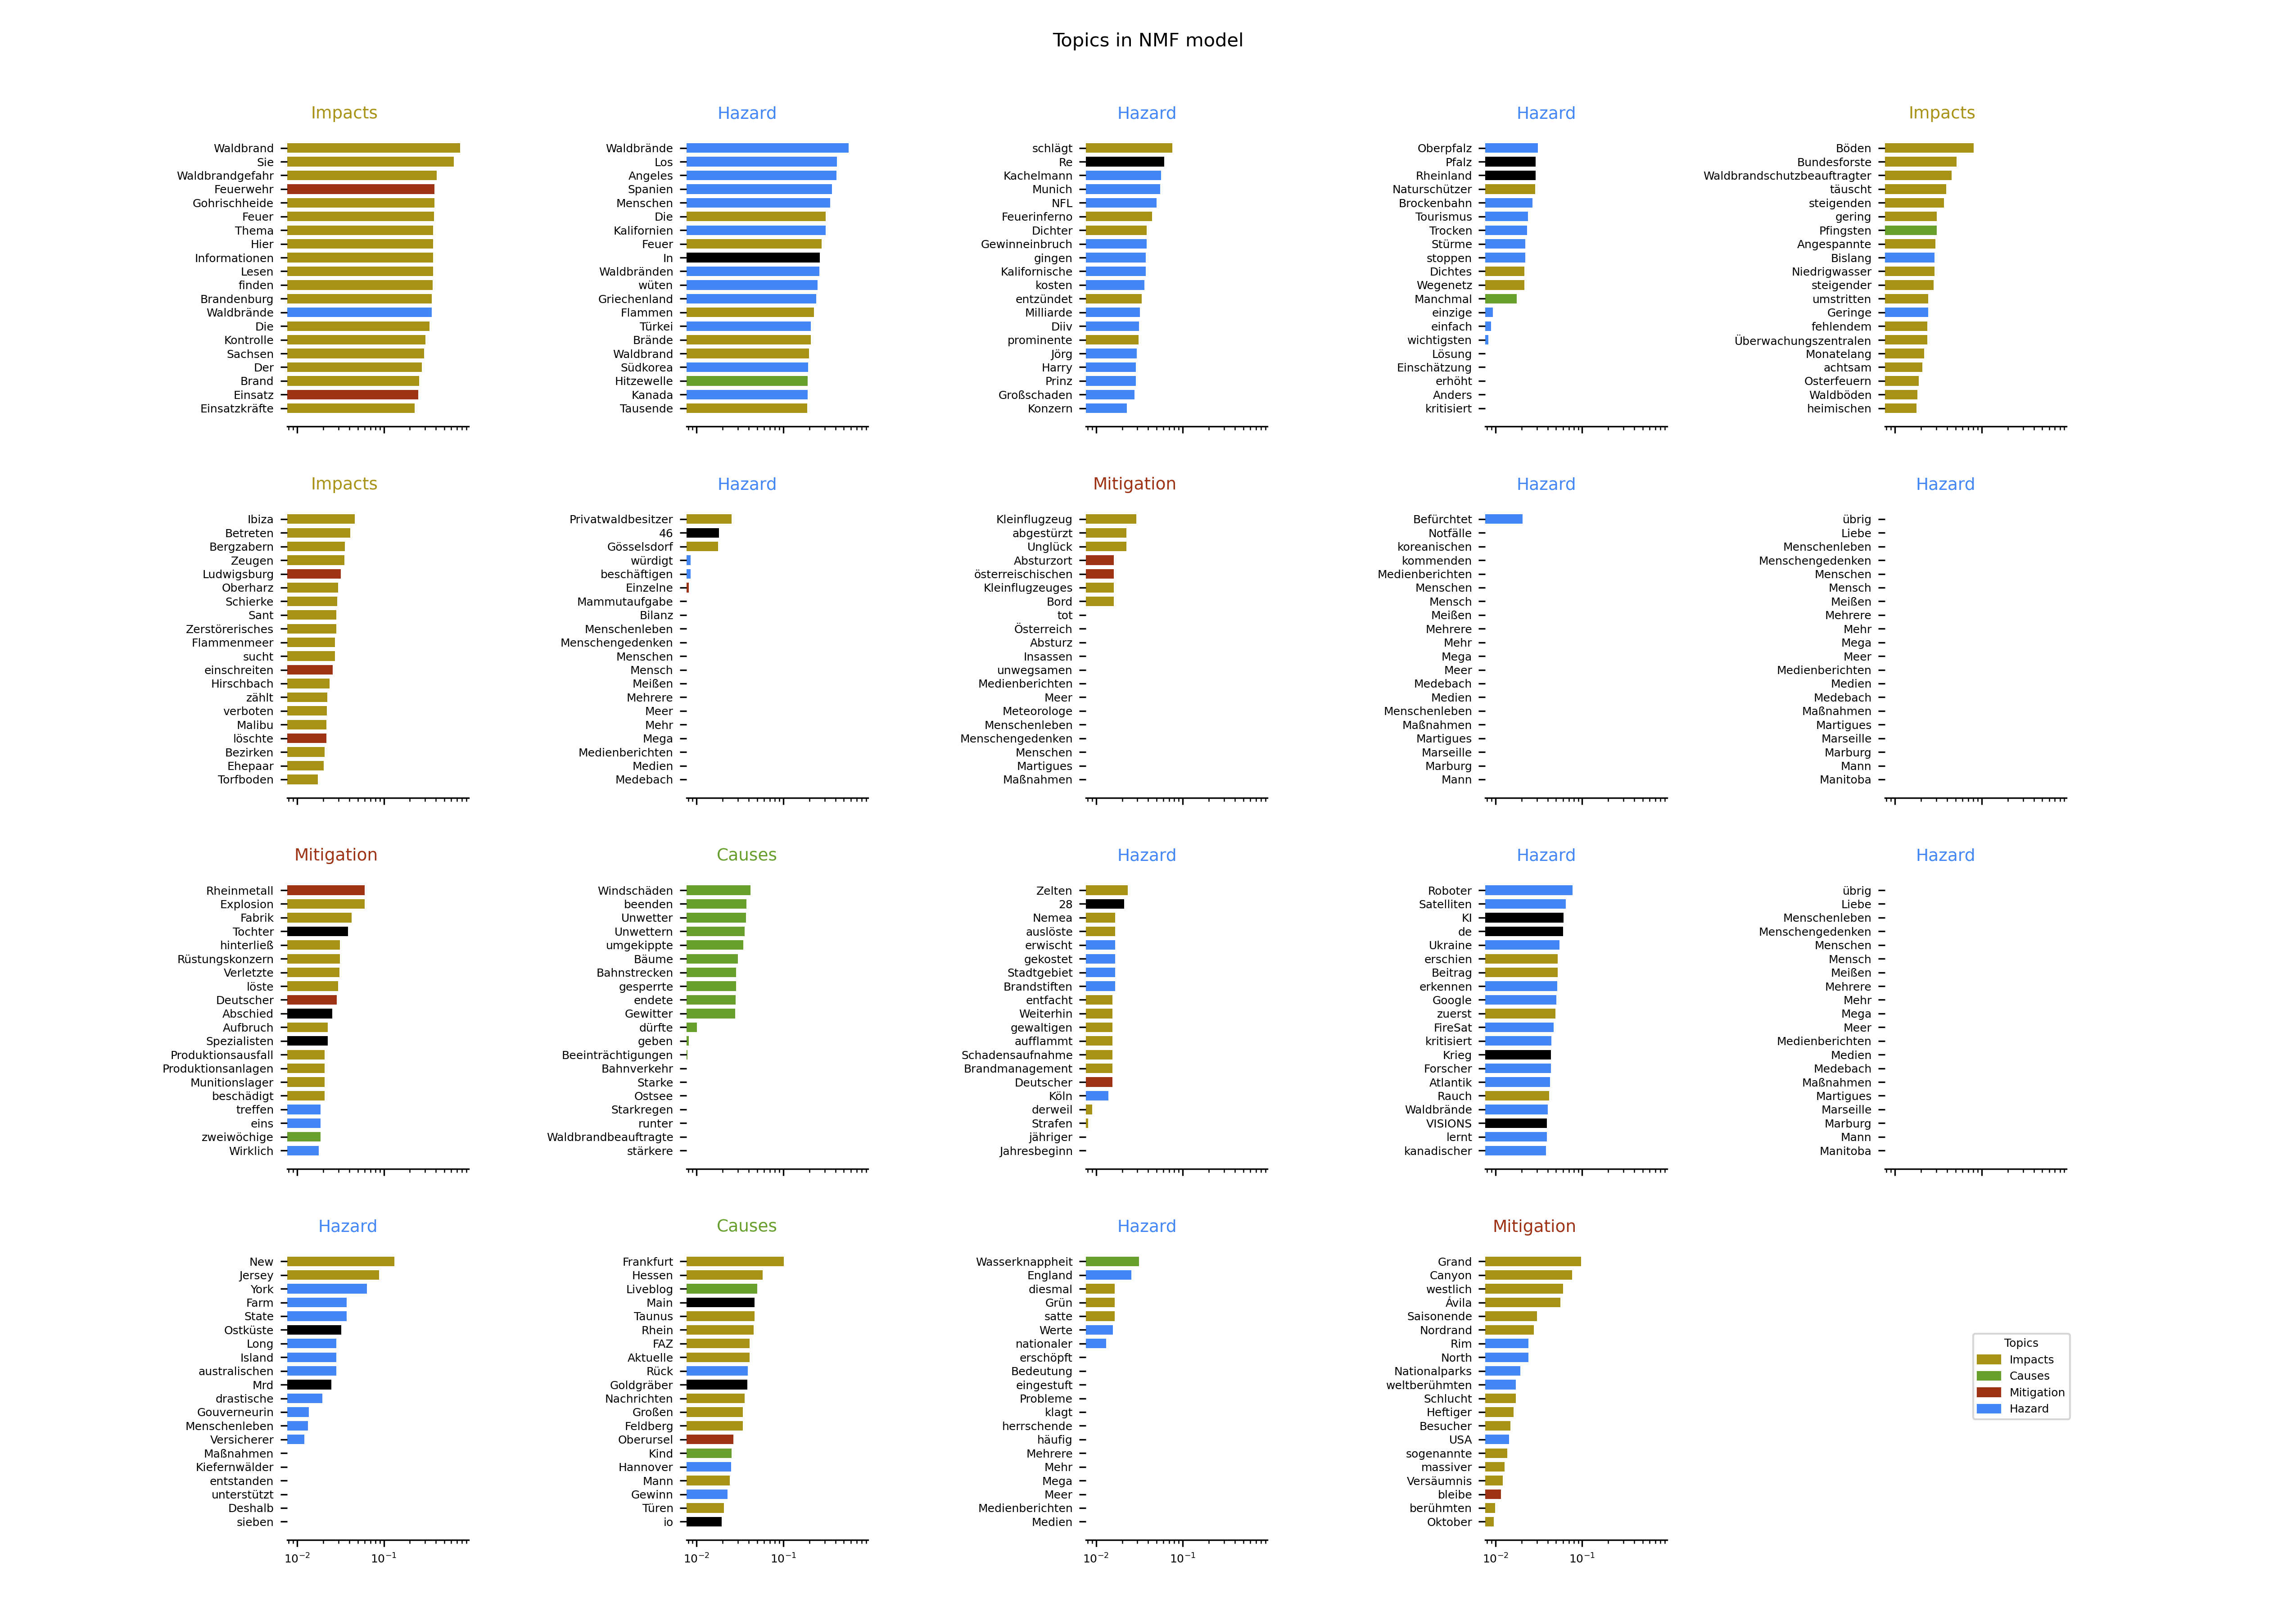 Topics in NMF model
Impacts
Waldbrand
Sie
Waldbrandgefahr
Feuerwehr
Gohrischheide
Feuer
Thema
Hier
Informationen
Lesen
finden
Brandenburg
Waldbrände
Die
Kontrolle
Sachsen
Der
Brand
Einsatz
Einsatzkräfte
Hazard
Waldbrände
Los
Angeles
Spanien
Menschen
Die
Kalifornien
Feuer
In
Waldbränden
wüten
Griechenland
Flammen
Türkei
Brände
Waldbrand
Südkorea
Hitzewelle
Kanada
Tausende
Hazard
schlägt
Re
Kachelmann
Munich
NFL
Feuerinferno
Dichter
Gewinneinbruch
gingen
Kalifornische
kosten
entzündet
Milliarde
Diiv
prominente
Jörg
Harry
Prinz
Großschaden
Konzern
Hazard
Oberpfalz
Pfalz
Rheinland
Naturschützer
Brockenbahn
Tourismus
Trocken
Stürme
stoppen
Dichtes
Wegenetz
Manchmal
einzige
einfach
wichtigsten
Lösung
Einschätzung
erhöht
Anders
kritisiert
Impacts
Böden
Bundesforste
Waldbrandschutzbeauftragter
täuscht
steigenden
gering
Pfingsten
Angespannte
Bislang
Niedrigwasser
steigender
umstritten
Geringe
fehlendem
Überwachungszentralen
Monatelang
achtsam
Osterfeuern
Waldböden
heimischen
Impacts
Ibiza
Betreten
Bergzabern
Zeugen
Ludwigsburg
Oberharz
Schierke
Sant
Zerstörerisches
Flammenmeer
sucht
einschreiten
Hirschbach
zählt
verboten
Malibu
löschte
Bezirken
Ehepaar
Torfboden
Hazard
Privatwaldbesitzer
46
Gösselsdorf
würdigt
beschäftigen
Einzelne
Mammutaufgabe
Bilanz
Menschenleben
Menschengedenken
Menschen
Mensch
Meißen
Mehrere
Meer
Mehr
Mega
Medienberichten
Medien
Medebach
Mitigation
Kleinflugzeug
abgestürzt
Unglück
Absturzort
österreischischen
Kleinflugzeuges
Bord
tot
Österreich
Absturz
Insassen
unwegsamen
Medienberichten
Meer
Meteorologe
Menschenleben
Menschengedenken
Menschen
Martigues
Maßnahmen
Hazard
Befürchtet
Notfälle
koreanischen
kommenden
Medienberichten
Menschen
Mensch
Meißen
Mehrere
Mehr
Mega
Meer
Medebach
Medien
Menschenleben
Maßnahmen
Martigues
Marseille
Marburg
Mann
Hazard
übrig
Liebe
Menschenleben
Menschengedenken
Menschen
Mensch
Meißen
Mehrere
Mehr
Mega
Meer
Medienberichten
Medien
Medebach
Maßnahmen
Martigues
Marseille
Marburg
Mann
Manitoba
Mitigation
Rheinmetall
Explosion
Fabrik
Tochter
hinterließ
Rüstungskonzern
Verletzte
löste
Deutscher
Abschied
Aufbruch
Spezialisten
Produktionsausfall
Produktionsanlagen
Munitionslager
beschädigt
treffen
eins
zweiwöchige
Wirklich
Causes
Windschäden
beenden
Unwetter
Unwettern
umgekippte
Bäume
Bahnstrecken
gesperrte
endete
Gewitter
dürfte
geben
Beeinträchtigungen
Bahnverkehr
Starke
Ostsee
Starkregen
runter
Waldbrandbeauftragte
stärkere
Hazard
Zelten
28
Nemea
auslöste
erwischt
gekostet
Stadtgebiet
Brandstiften
entfacht
Weiterhin
gewaltigen
aufflammt
Schadensaufnahme
Brandmanagement
Deutscher
Köln
derweil
Strafen
jähriger
Jahresbeginn
Hazard
Roboter
Satelliten
KI
de
Ukraine
erschien
Beitrag
erkennen
Google
zuerst
FireSat
kritisiert
Krieg
Forscher
Atlantik
Rauch
Waldbrände
VISIONS
lernt
kanadischer
Hazard
übrig
Liebe
Menschenleben
Menschengedenken
Menschen
Mensch
Meißen
Mehrere
Mehr
Mega
Meer
Medienberichten
Medien
Medebach
Maßnahmen
Martigues
Marseille
Marburg
Mann
Manitoba
Hazard
New
Jersey
York
Farm
State
Ostküste
Long
Island
australischen
Mrd
drastische
Gouverneurin
Menschenleben
Versicherer
Maßnahmen
Kiefernwälder
entstanden
unterstützt
Deshalb
sieben
10⁻² 10⁻¹
Causes
Frankfurt
Hessen
Liveblog
Main
Taunus
Rhein
FAZ
Aktuelle
Rück
Goldgräber
Nachrichten
Großen
Feldberg
Oberursel
Kind
Hannover
Mann
Gewinn
Türen
io
10⁻² 10⁻¹
Hazard
Wasserknappheit
England
diesmal
Grün
satte
Werte
nationaler
erschöpft
Bedeutung
eingestuft
Probleme
klagt
herrschende
häufig
Mehrere
Mehr
Mega
Meer
Medienberichten
Medien
10⁻² 10⁻¹
Mitigation
Grand
Canyon
westlich
Ávila
Saisonende
Nordrand
Rim
North
Nationalparks
weltberühmten
Schlucht
Heftiger
Besucher
USA
sogenannte
massiver
Versäumnis
bleibe
berühmten
Oktober
10⁻² 10⁻¹
Topics
Impacts
Causes
Mitigation
Hazard